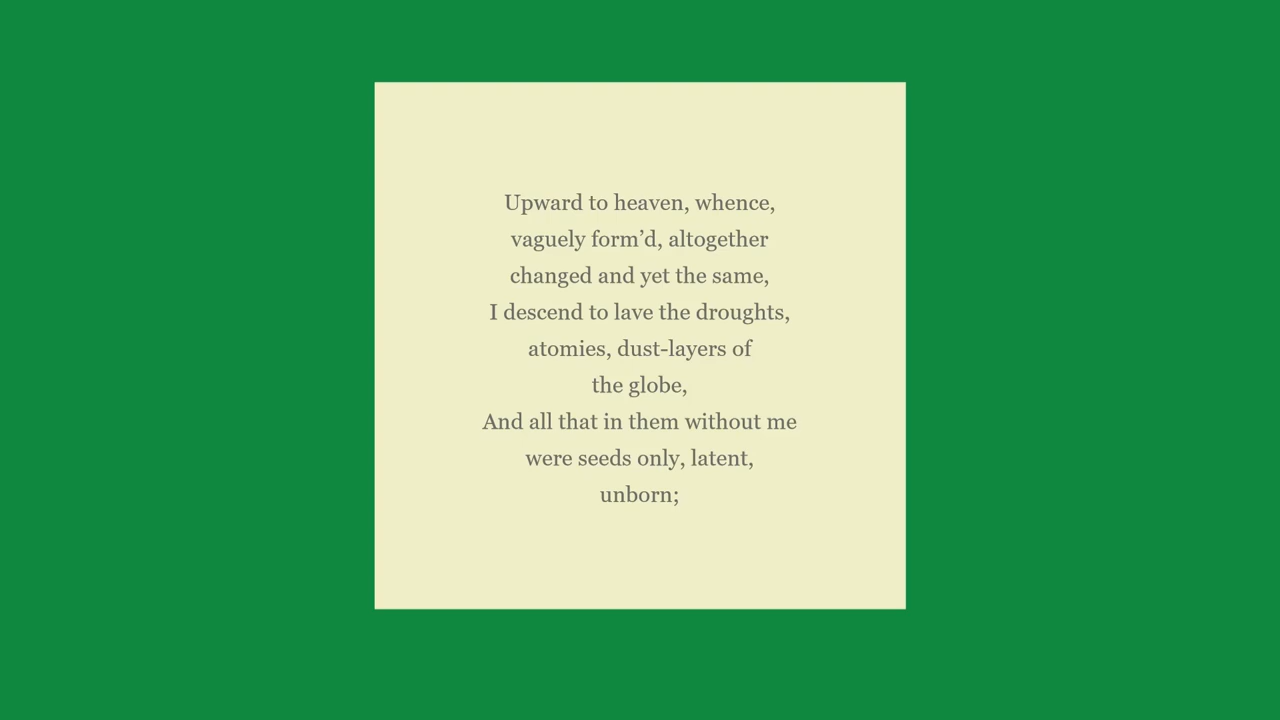 Upward to heaven, whence,
vaguely form’d, altogether
changed and yet the same,
I descend to lave the droughts,
atomies, dust-layers of
the globe,
And all that in them without me
were seeds only, latent,
unborn;